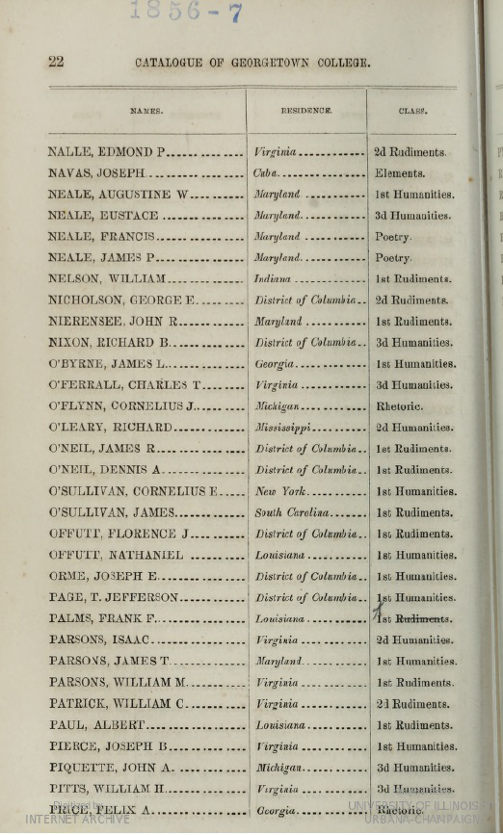 1856-7
22 CATALOGUE OF GEORGETOWN COLLEGE.
NAMES. RESIDENCE. CLASS.
NALLE, EDMOND P. Virginia 2d Rudiments.
NAVAS, JOSEPH Cuba. Elements.
NEALE, AUGUSTINE W. Maryland 1st Humanities.
NEALE, EUSTACE Maryland. 3d Humanities.
NEALE, FRANCIS Maryland Poetry.
NEALE, JAMES P. Maryland. Poetry.
NELSON, WILLIAM Indiana 1st Rudiments.
NICHOLSON, GEORGE E. District of Columbia 2d Rudiments.
NIERENSEE, JOHN R. Maryland 1st Rudiments.
NIXON, RICHARD B. District of Columbia 3d Humanities.
O'BYRNE, JAMES L. Georgia 1st Humanities.
O'FERRALL, CHARLES T. Virginia 3d Humanities.
O'FLYNN, CORNELIUS J. Michigan Rhetoric.
O'LEARY, RICHARD Mississippi 2d Humanities.
O'NEIL, JAMES R. District of Columbia 1st Rudiments.
O'NEIL, DENNIS A. District of Columbia 1st Rudiments.
O'SULLIVAN, CORNELIUS E. New York. 1st Humanities.
O'SULLIVAN, JAMES South Carolina 1st Rudiments.
OFFUTT, FLORENCE J. District of Columbia 1st Rudiments.
OFFUTT, NATHANIEL Louisiana 1st Humanities.
ORME, JOSEPH E. District of Columbia 1st Humanities.
PAGE, T. JEFFERSON District of Columbia 1st Humanities.
PALMS, FRANK F. Louisiana 1st Rudiments.
PARSONS, ISAAC Virginia 2d Humanities.
PARSONS, JAMES T. Maryland 1st Humanities.
PARSONS, WILLIAM M. Virginia 1st Rudiments.
PATRICK, WILLIAM C. Virginia 2d Rudiments.
PAUL, ALBERT Louisiana 1st Rudiments.
PIERCE, JOSEPH B. Virginia 1st Humanities.
PIQUETTE, JOHN A. Michigan 3d Humanities.
PITTS, WILLIAM H. Virginia 3d Humanities.
PRICE, FELIX A. Georgia Rhetoric.
INTERNET ARCHIVE
UNIVERSITY OF ILLINOIS
URBANA-CHAMPAIGN